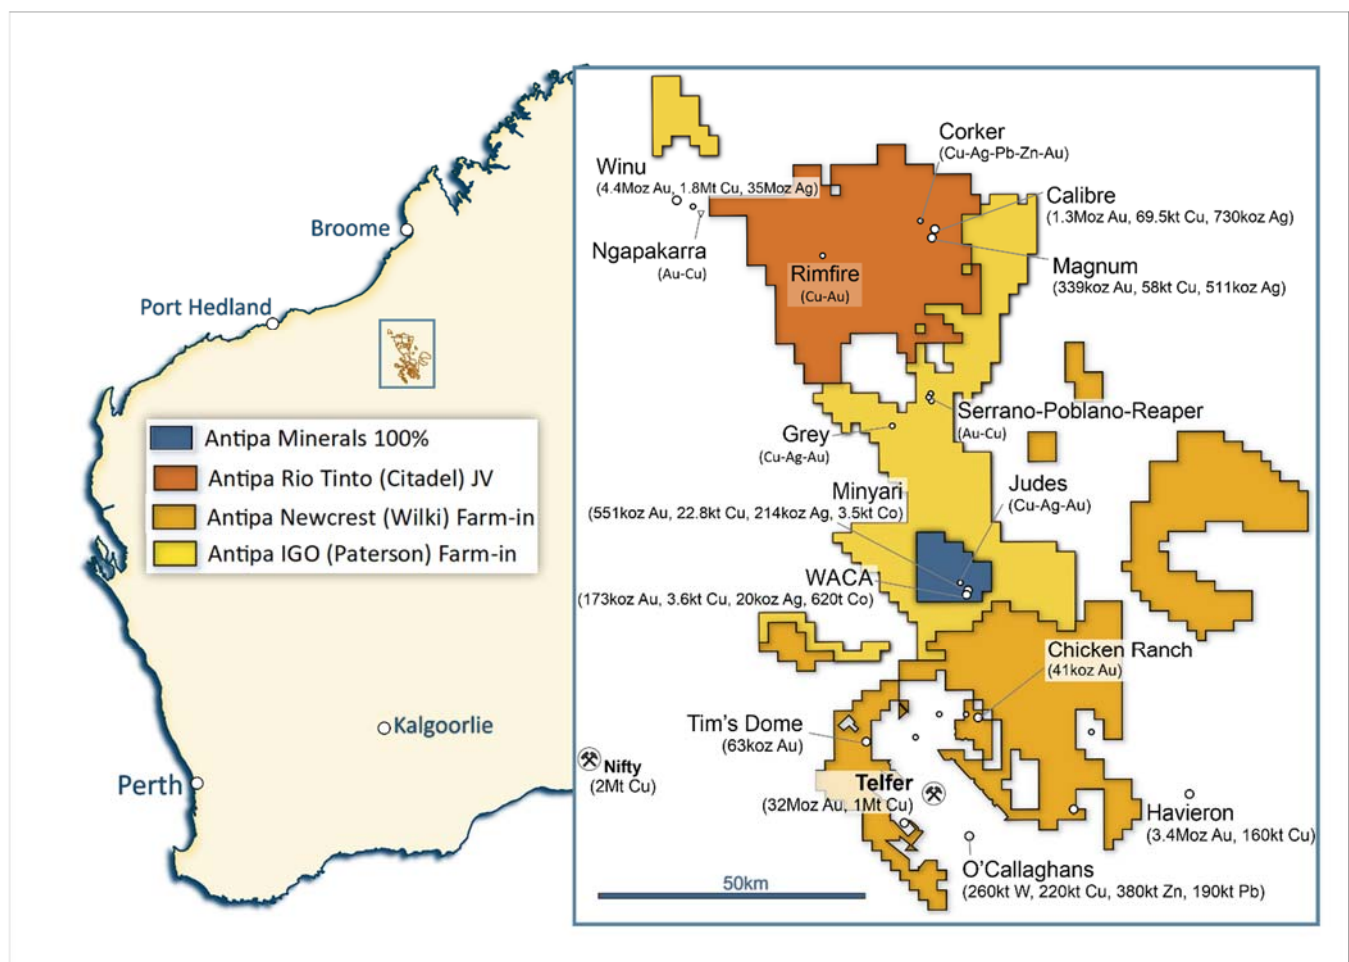 Broome
Port Hedland
Antipa Minerals 100%
Antipa Rio Tinto (Citadel) JV
Antipa Newcrest (Wilki) Farm-in
Antipa IGO (Paterson) Farm-in
Kalgoorlie
Perth
Corker
(Cu-Ag-Pb-Zn-Au)
Winu
(4.4Moz Au, 1.8Mt Cu, 35Moz Ag)
Calibre
(1.3Moz Au, 69.5kt Cu, 730koz Ag)
Ngapakarra
(Au-Cu)
Rimfire
(Cu-Au)
Magnum
(339koz Au, 58kt Cu, 511koz Ag)
Serrano-Poblano-Reaper
(Au-Cu)
Grey
(Cu-Ag-Au)
Minyari
(551koz Au, 22.8kt Cu, 214koz Ag, 3.5kt Co)
Judes
(Cu-Ag-Au)
WACA
(173koz Au, 3.6kt Cu, 20koz Ag, 620t Co)
Chicken Ranch
(41koz Au)
Tim's Dome
(63koz Au)
Nifty
(2Mt Cu)
Telfer
(32Moz Au, 1Mt Cu)
Havieron
(3.4Moz Au, 160kt Cu)
O'Callaghans
(260kt W, 220kt Cu, 380kt Zn, 190kt Pb)
50km